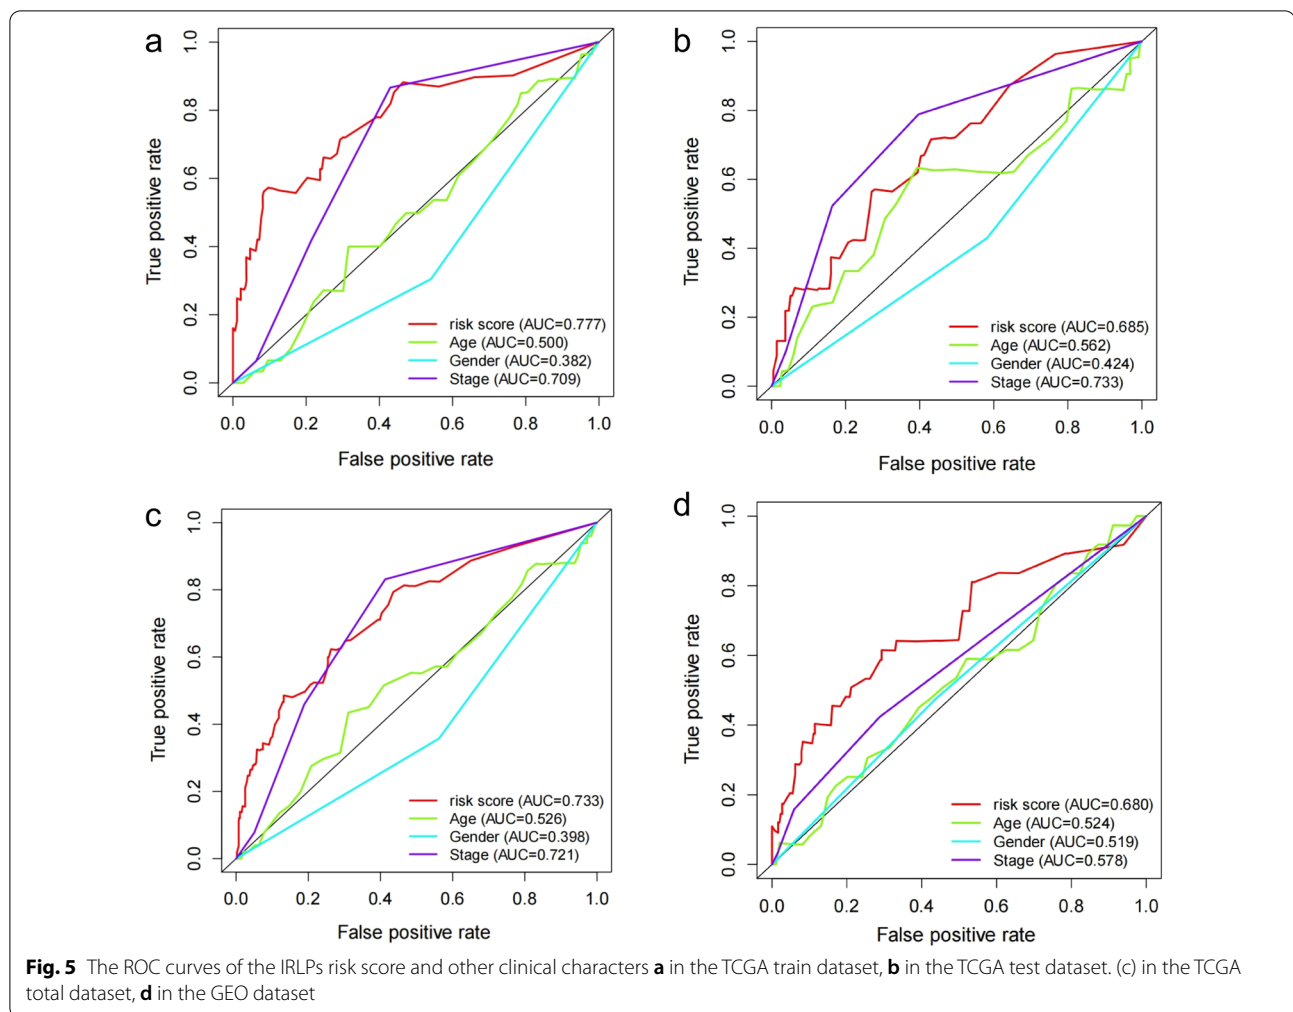 a
True positive rate
0.0 0.2 0.4 0.6 0.8 1.0
risk score (AUC=0.777)
Age (AUC=0.500)
Gender (AUC=0.382)
Stage (AUC=0.709)
0.0 0.2 0.4 0.6 0.8 1.0
False positive rate
b
True positive rate
0.0 0.2 0.4 0.6 0.8 1.0
risk score (AUC=0.685)
Age (AUC=0.562)
Gender (AUC=0.424)
Stage (AUC=0.733)
0.0 0.2 0.4 0.6 0.8 1.0
False positive rate
c
True positive rate
0.0 0.2 0.4 0.6 0.8 1.0
risk score (AUC=0.733)
Age (AUC=0.526)
Gender (AUC=0.398)
Stage (AUC=0.721)
0.0 0.2 0.4 0.6 0.8 1.0
False positive rate
d
True positive rate
0.0 0.2 0.4 0.6 0.8 1.0
risk score (AUC=0.680)
Age (AUC=0.524)
Gender (AUC=0.519)
Stage (AUC=0.578)
0.0 0.2 0.4 0.6 0.8 1.0
False positive rate
Fig. 5 The ROC curves of the IRLPs risk score and other clinical characters a in the TCGA train dataset, b in the TCGA test dataset. (c) in the TCGA
total dataset, d in the GEO dataset